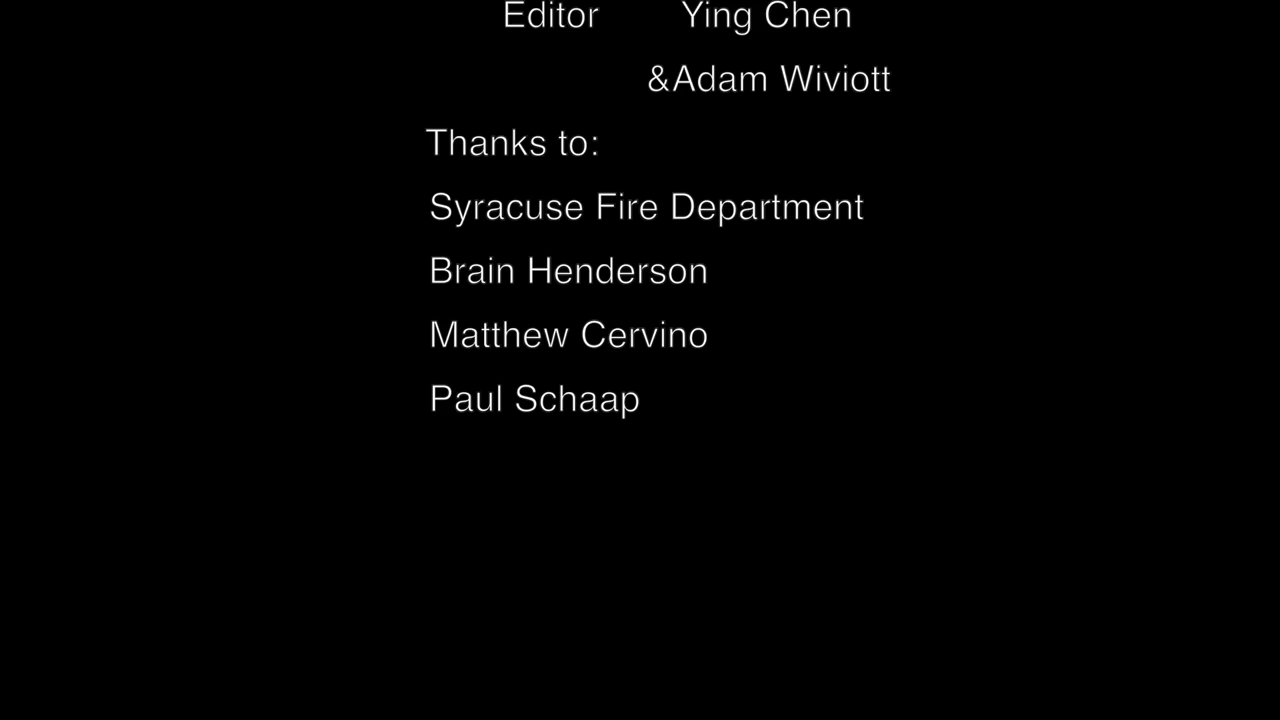 Editor Ying Chen
&Adam Wiviott
Thanks to:
Syracuse Fire Department
Brain Henderson
Matthew Cervino
Paul Schaap